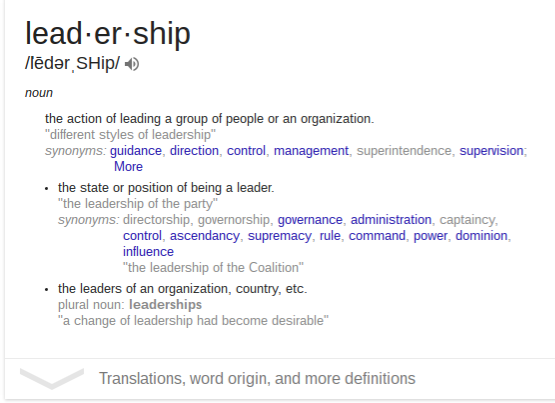 lead·er·ship
/ˈlēdərˌSHip/
noun
the action of leading a group of people or an organization.
"different styles of leadership"
synonyms: guidance, direction, control, management, superintendence, supervision;
More
• the state or position of being a leader.
"the leadership of the party"
synonyms: directorship, governorship, governance, administration, captaincy,
control, ascendancy, supremacy, rule, command, power, dominion,
influence
"the leadership of the Coalition"
• the leaders of an organization, country, etc.
plural noun: leaderships
"a change of leadership had become desirable"
Translations, word origin, and more definitions